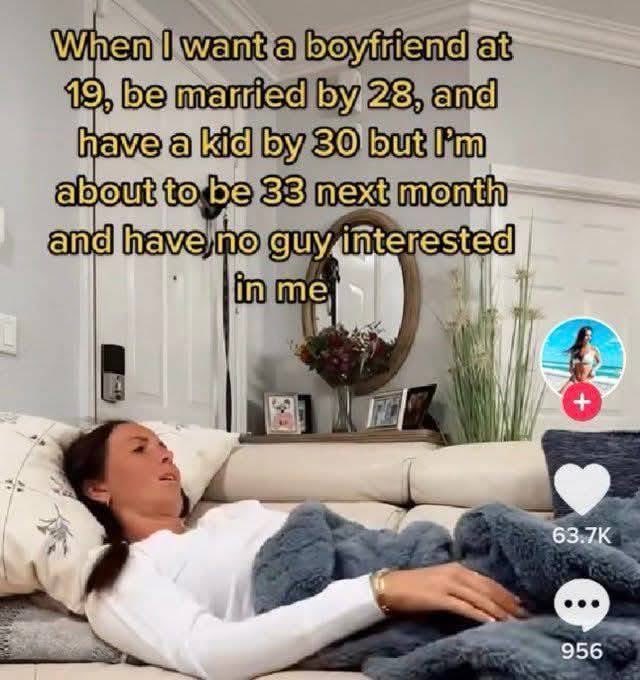 When I want a boyfriend at
19, be married by 28, and
have a kid by 30 but I'm
about to be 33 next month
and have no guy interested
in me
63.7K
956